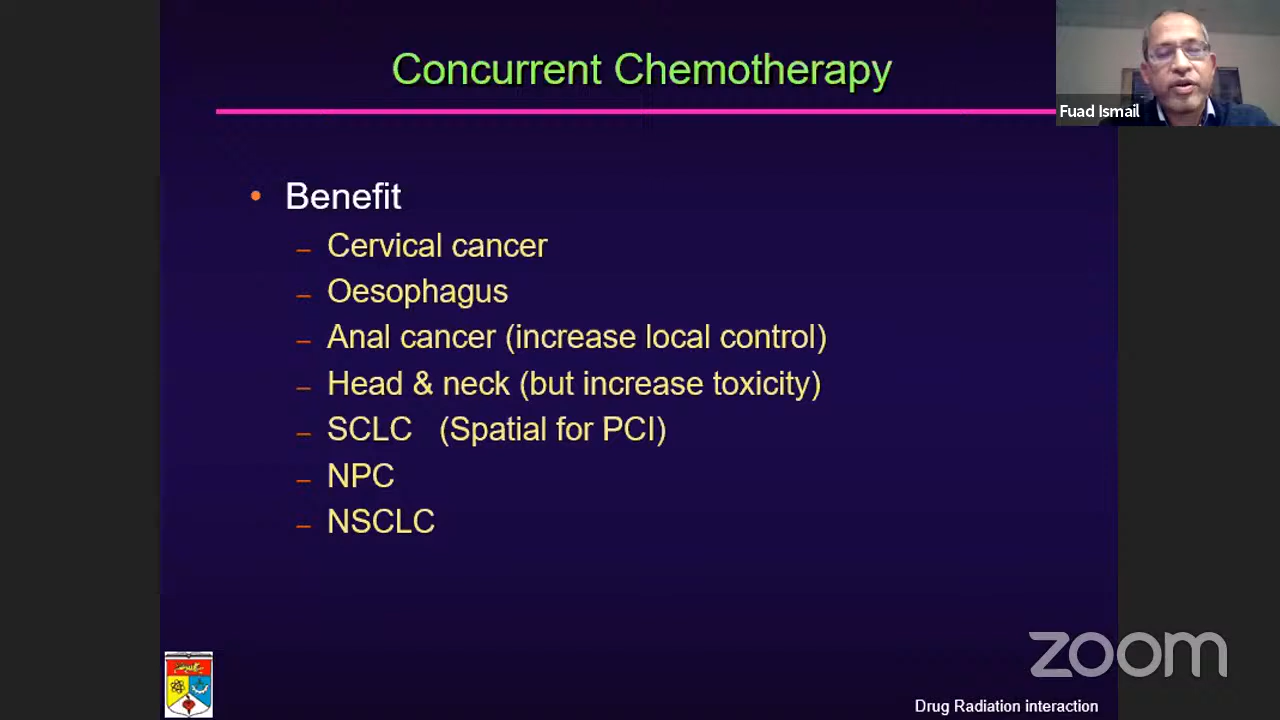 Concurrent Chemotherapy
Fuad Ismail
• Benefit
– Cervical cancer
– Oesophagus
– Anal cancer (increase local control)
– Head & neck (but increase toxicity)
– SCLC (Spatial for PCI)
– NPC
– NSCLC
zoom
Drug Radiation interaction